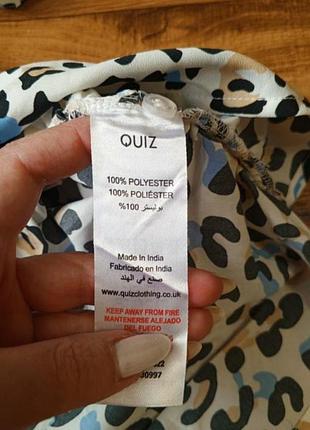 QUIZ
100% POLYESTER
100% POLIÉSTER
%100 بوليستر
Made In India
Fabricado en India
صنع في الهند
www.quizclothing.co.uk
KEEP AWAY FROM FIRE
MANTENERSE ALEJADO
DEL FUEGO